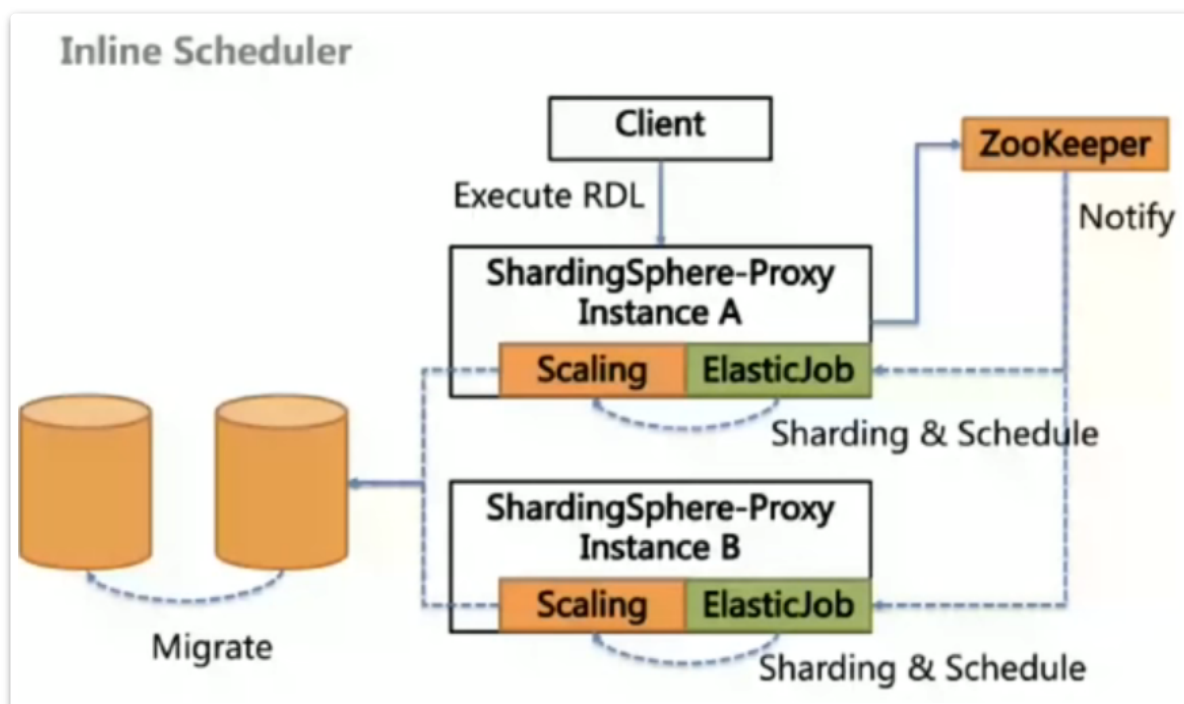 Inline Scheduler
Client
ZooKeeper
Execute RDL
Notify
ShardingSphere-Proxy
Instance A
Scaling
ElasticJob
Sharding & Schedule
ShardingSphere-Proxy
Instance B
Scaling
ElasticJob
Migrate
Sharding & Schedule